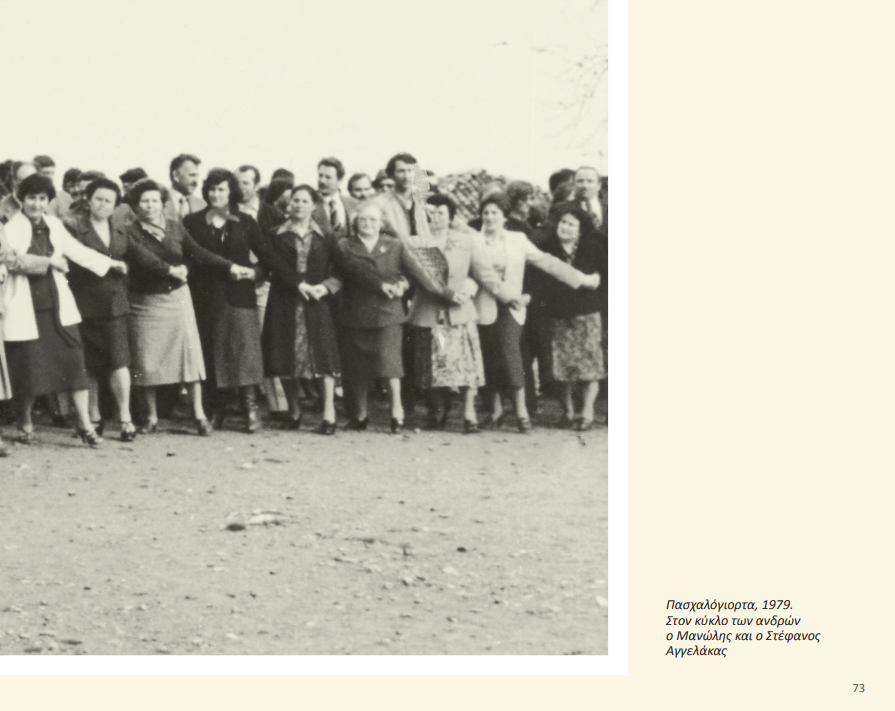 Πασχαλόγιορτα, 1979.
Στον κύκλο των ανδρών
ο Μανώλης και ο Στέφανος
Αγγελάκας
73